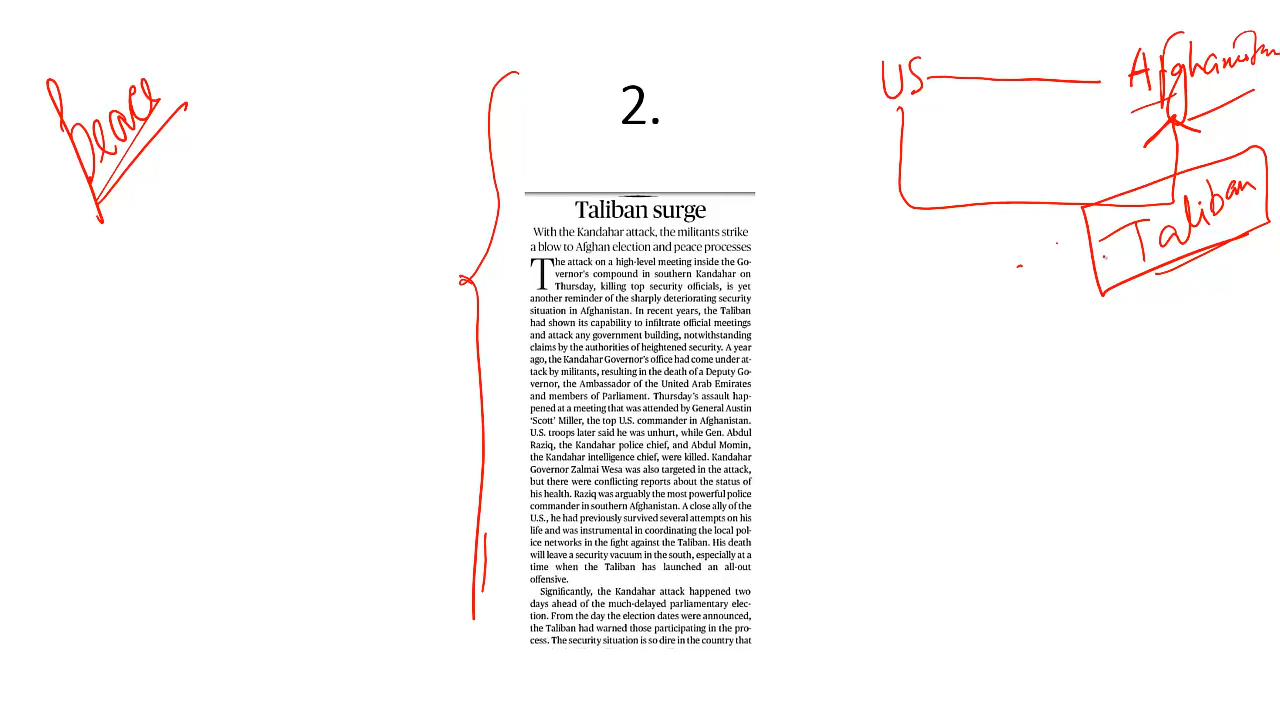 peace
2.
US
Afghanistan
Taliban
Taliban surge
With the Kandahar attack, the militants strike
a blow to Afghan election and peace processes
The attack on a high-level meeting inside the Go-
vernor's compound in southern Kandahar on
Thursday, killing top security officials, is yet
another reminder of the sharply deteriorating security
situation in Afghanistan. In recent years, the Taliban
had shown its capability to infiltrate official meetings
and attack any government building, notwithstanding
claims by the authorities of heightened security. A year
ago, the Kandahar Governor's office had come under at-
tack by militants, resulting in the death of a Deputy Go-
vernor, the Ambassador of the United Arab Emirates
and members of Parliament. Thursday's assault hap-
pened at a meeting that was attended by General Austin
'Scott' Miller, the top U.S. commander in Afghanistan.
U.S. troops later said he was unhurt, while Gen. Abdul
Raziq, the Kandahar police chief, and Abdul Momin,
the Kandahar intelligence chief, were killed. Kandahar
Governor Zalmai Wesa was also targeted in the attack,
but there were conflicting reports about the status of
his health. Raziq was arguably the most powerful police
commander in southern Afghanistan. A close ally of the
U.S., he had previously survived several attempts on his
life and was instrumental in coordinating the local pol-
ice networks in the fight against the Taliban. His death
will leave a security vacuum in the south, especially at a
time when the Taliban has launched an all-out
offensive.
Significantly, the Kandahar attack happened two
days ahead of the much-delayed parliamentary elec-
tion. From the day the election dates were announced,
the Taliban had warned those participating in the pro-
cess. The security situation is so dire in the country that